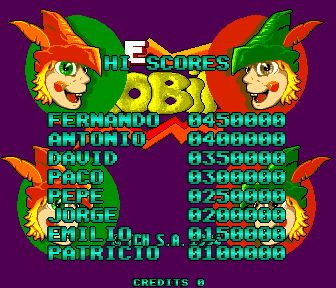 HI SCORES
FERNANDO 0450000
ANTONIO 0400000
DAVID 0350000
PACO 0300000
PEPE 0250000
JORGE 0200000
EMILIO 0150000
S.A.
PATRICIO 0100000
CREDITS 0